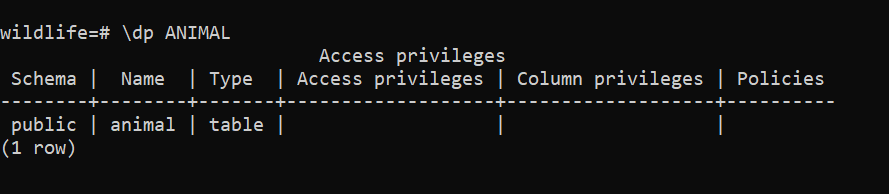 wildlife=# \dp ANIMAL
                             Access privileges
 Schema |  Name  | Type  | Access privileges | Column privileges | Policies
--------+--------+-------+-------------------+-------------------+----------
 public | animal | table |                   |                   |
(1 row)